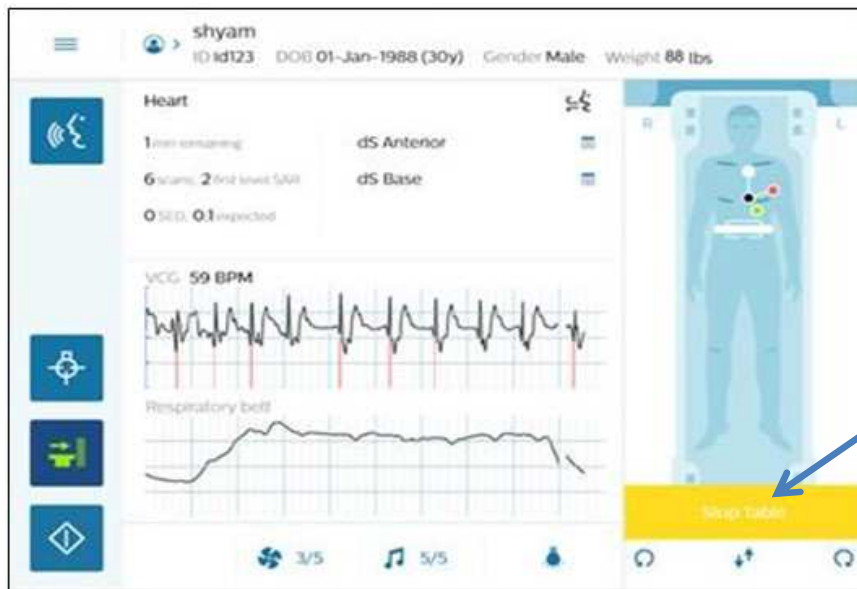 shyam
ID id123 DOB 01-Jan-1988 (30y) Gender Male Weight 88 lbs
Heart
1 min remaining
dS Anterior
6 scans, 2 first level SAR
dS Base
0 SED, 0.1 expected
R
L
VCG 59 BPM
Respiratory belt
Stop Table
3/5
5/5